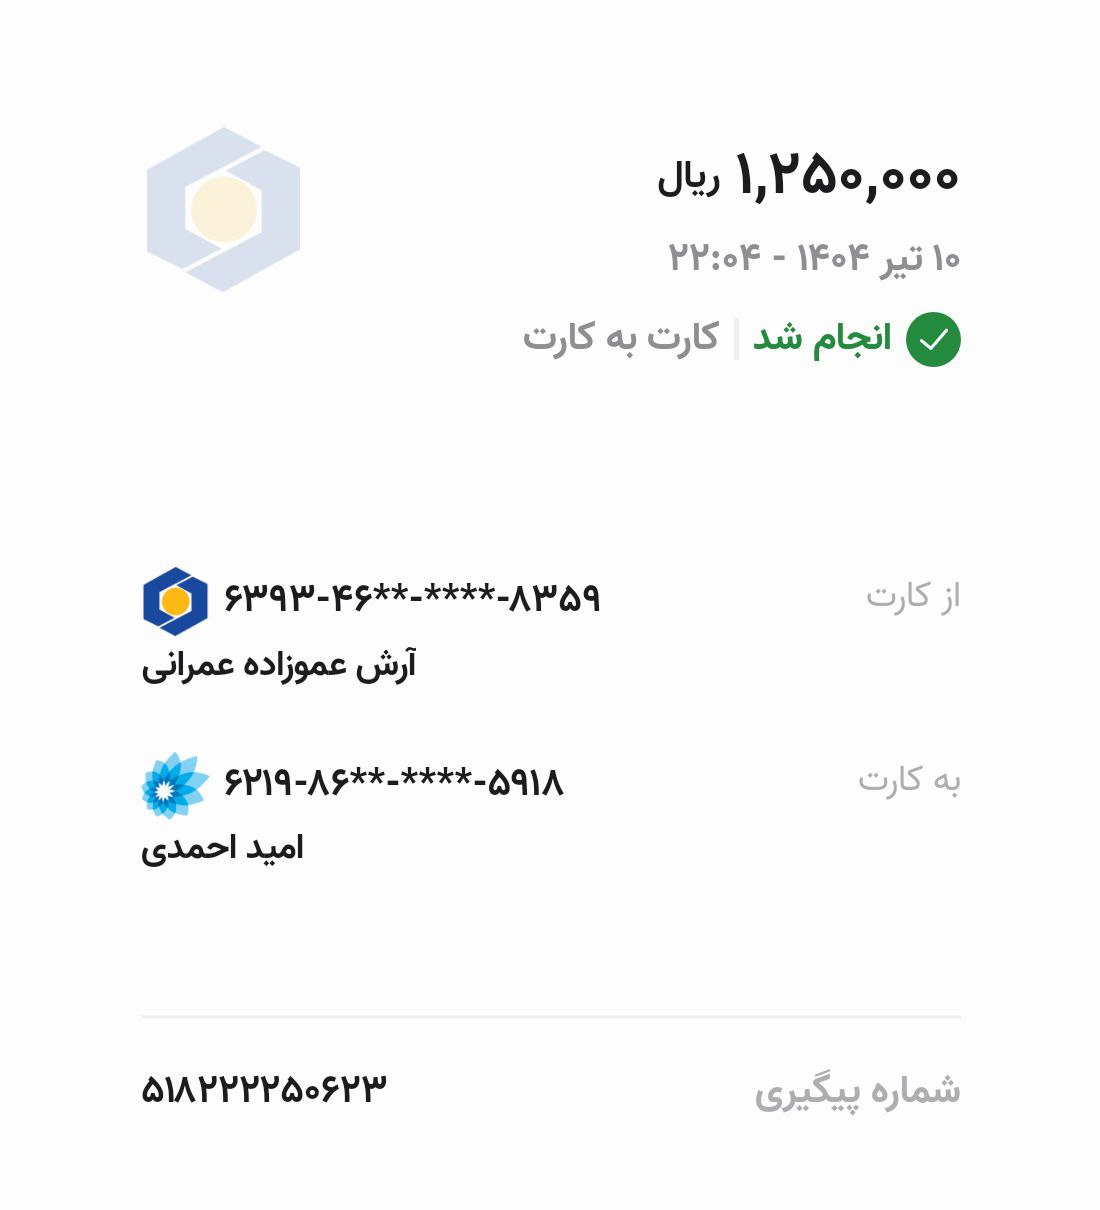 ۱,۲۵۰,۰۰۰ ریال
۱۰ تیر ۱۴۰۴ - ۲۲:۰۴
انجام شد | کارت به کارت
از کارت
۶۳۹۳-۴۶**-****-۸۳۵۹
آرش عموزاده عمرانی
به کارت
۶۲۱۹-۸۶**-****-۵۹۱۸
امید احمدی
شماره پیگیری
۵۱۸۲۲۲۲۵۰۶۲۳